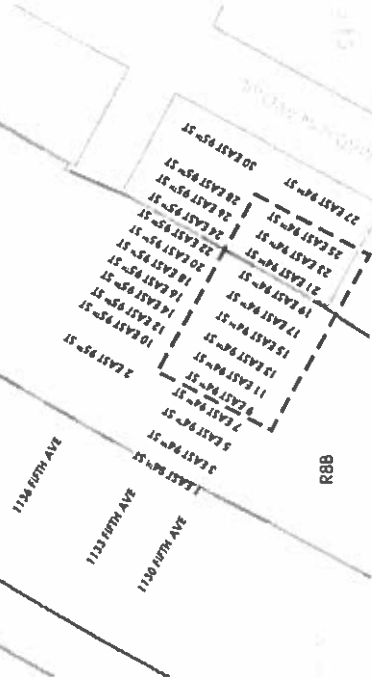 30 EAST 95TH ST
28 EAST 95TH ST
26 EAST 95TH ST
24 EAST 95TH ST
22 EAST 95TH ST
20 EAST 95TH ST
18 EAST 95TH ST
16 EAST 95TH ST
14 EAST 95TH ST
12 EAST 95TH ST
10 EAST 95TH ST
2 EAST 95TH ST
27 EAST 94TH ST
25 EAST 94TH ST
23 EAST 94TH ST
21 EAST 94TH ST
19 EAST 94TH ST
17 EAST 94TH ST
15 EAST 94TH ST
13 EAST 94TH ST
11 EAST 94TH ST
9 EAST 94TH ST
7 EAST 94TH ST
5 EAST 94TH ST
3 EAST 94TH ST
1 EAST 94TH ST
1136 FIFTH AVE
1133 FIFTH AVE
1130 FIFTH AVE
R8B